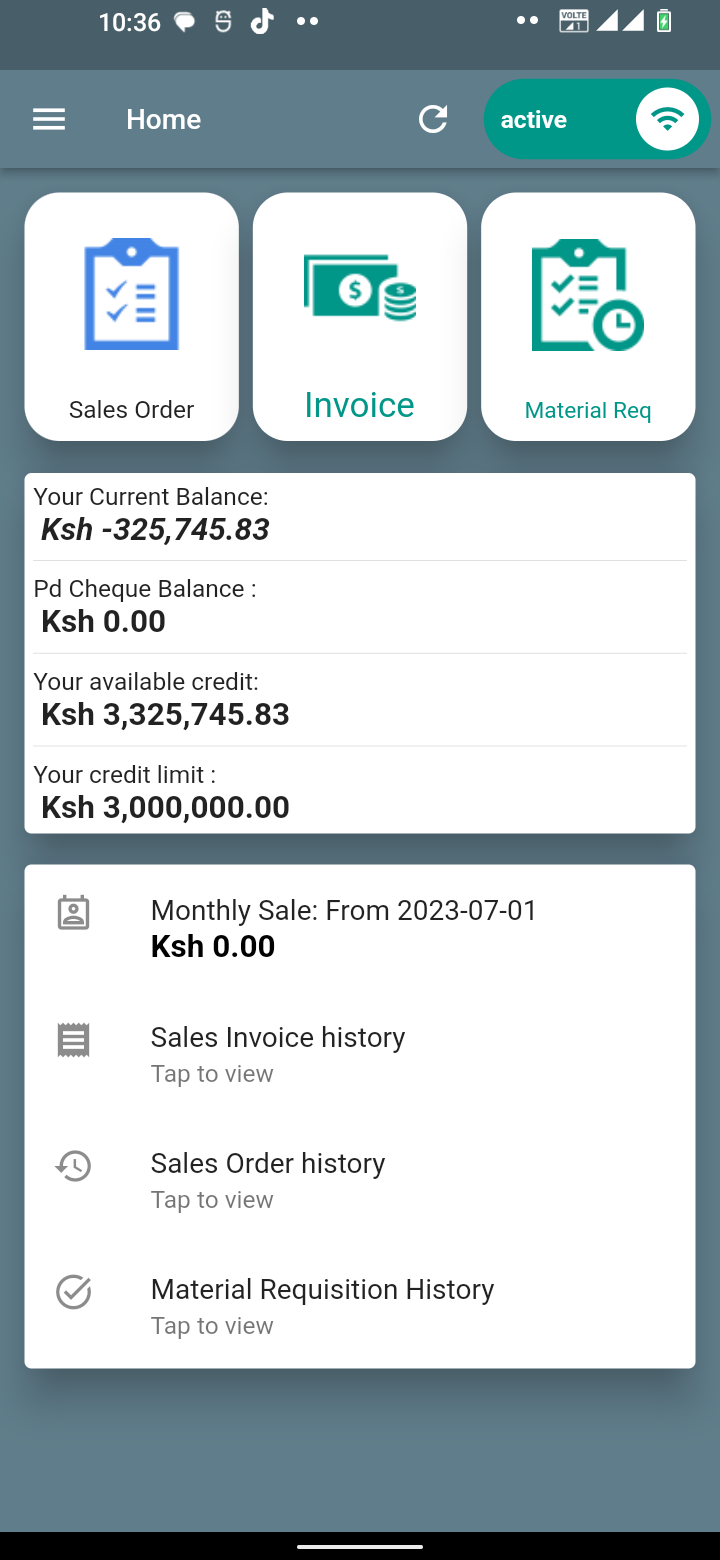 10:36
VOLTE
Home
active
Sales Order
Invoice
Material Req
Your Current Balance:
Ksh -325,745.83
Pd Cheque Balance :
Ksh 0.00
Your available credit:
Ksh 3,325,745.83
Your credit limit :
Ksh 3,000,000.00
Monthly Sale: From 2023-07-01
Ksh 0.00
Sales Invoice history
Tap to view
Sales Order history
Tap to view
Material Requisition History
Tap to view